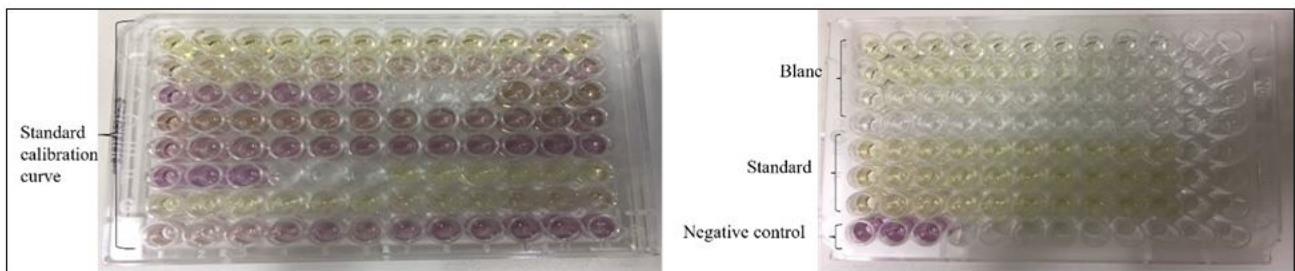 Standard
calibration
curve
Blanc
Standard
Negative control